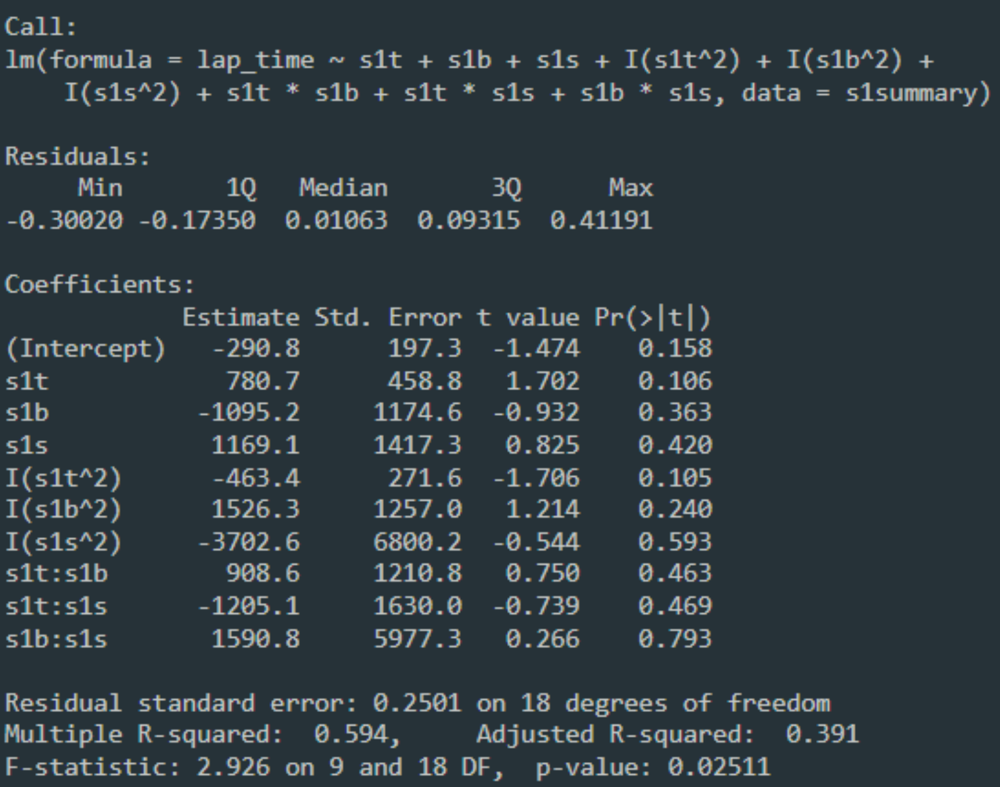 Call:
lm(formula = lap_time ~ s1t + s1b + s1s + I(s1t^2) + I(s1b^2) +
    I(s1s^2) + s1t * s1b + s1t * s1s + s1b * s1s, data = s1summary)

Residuals:
     Min       1Q   Median       3Q      Max
-0.30020 -0.17350  0.01063  0.09315  0.41191

Coefficients:
            Estimate Std. Error t value Pr(>|t|)
(Intercept)   -290.8      197.3  -1.474    0.158
s1t            780.7      458.8   1.702    0.106
s1b          -1095.2     1174.6  -0.932    0.363
s1s           1169.1     1417.3   0.825    0.420
I(s1t^2)      -463.4      271.6  -1.706    0.105
I(s1b^2)      1526.3     1257.0   1.214    0.240
I(s1s^2)     -3702.6     6800.2  -0.544    0.593
s1t:s1b        908.6     1210.8   0.750    0.463
s1t:s1s      -1205.1     1630.0  -0.739    0.469
s1b:s1s       1590.8     5977.3   0.266    0.793

Residual standard error: 0.2501 on 18 degrees of freedom
Multiple R-squared:  0.594,     Adjusted R-squared:  0.391
F-statistic: 2.926 on 9 and 18 DF,  p-value: 0.02511